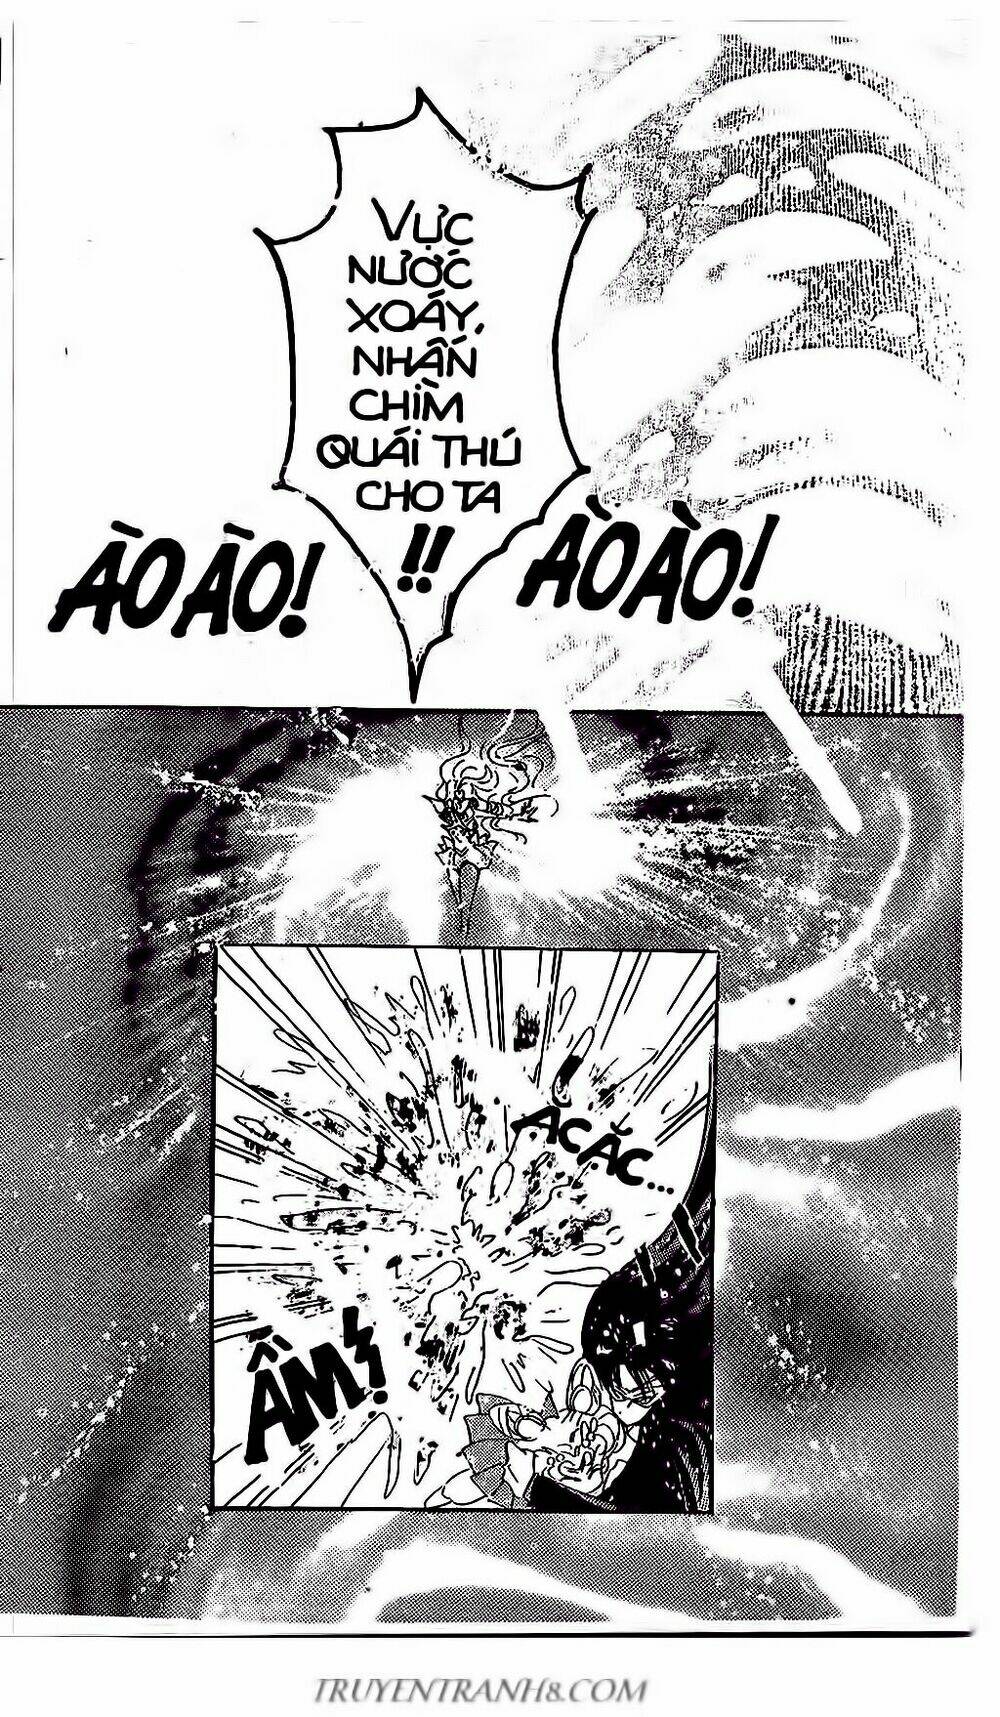 VỰC
NƯỚC
XOÁY,
NHẤN
CHÌM
QUÁI THÚ
CHO TA
!!
ÀO ÀO!
ÀO ÀO!
ẶC ẶC...
ẦM!
TRUYENTRANH8.COM